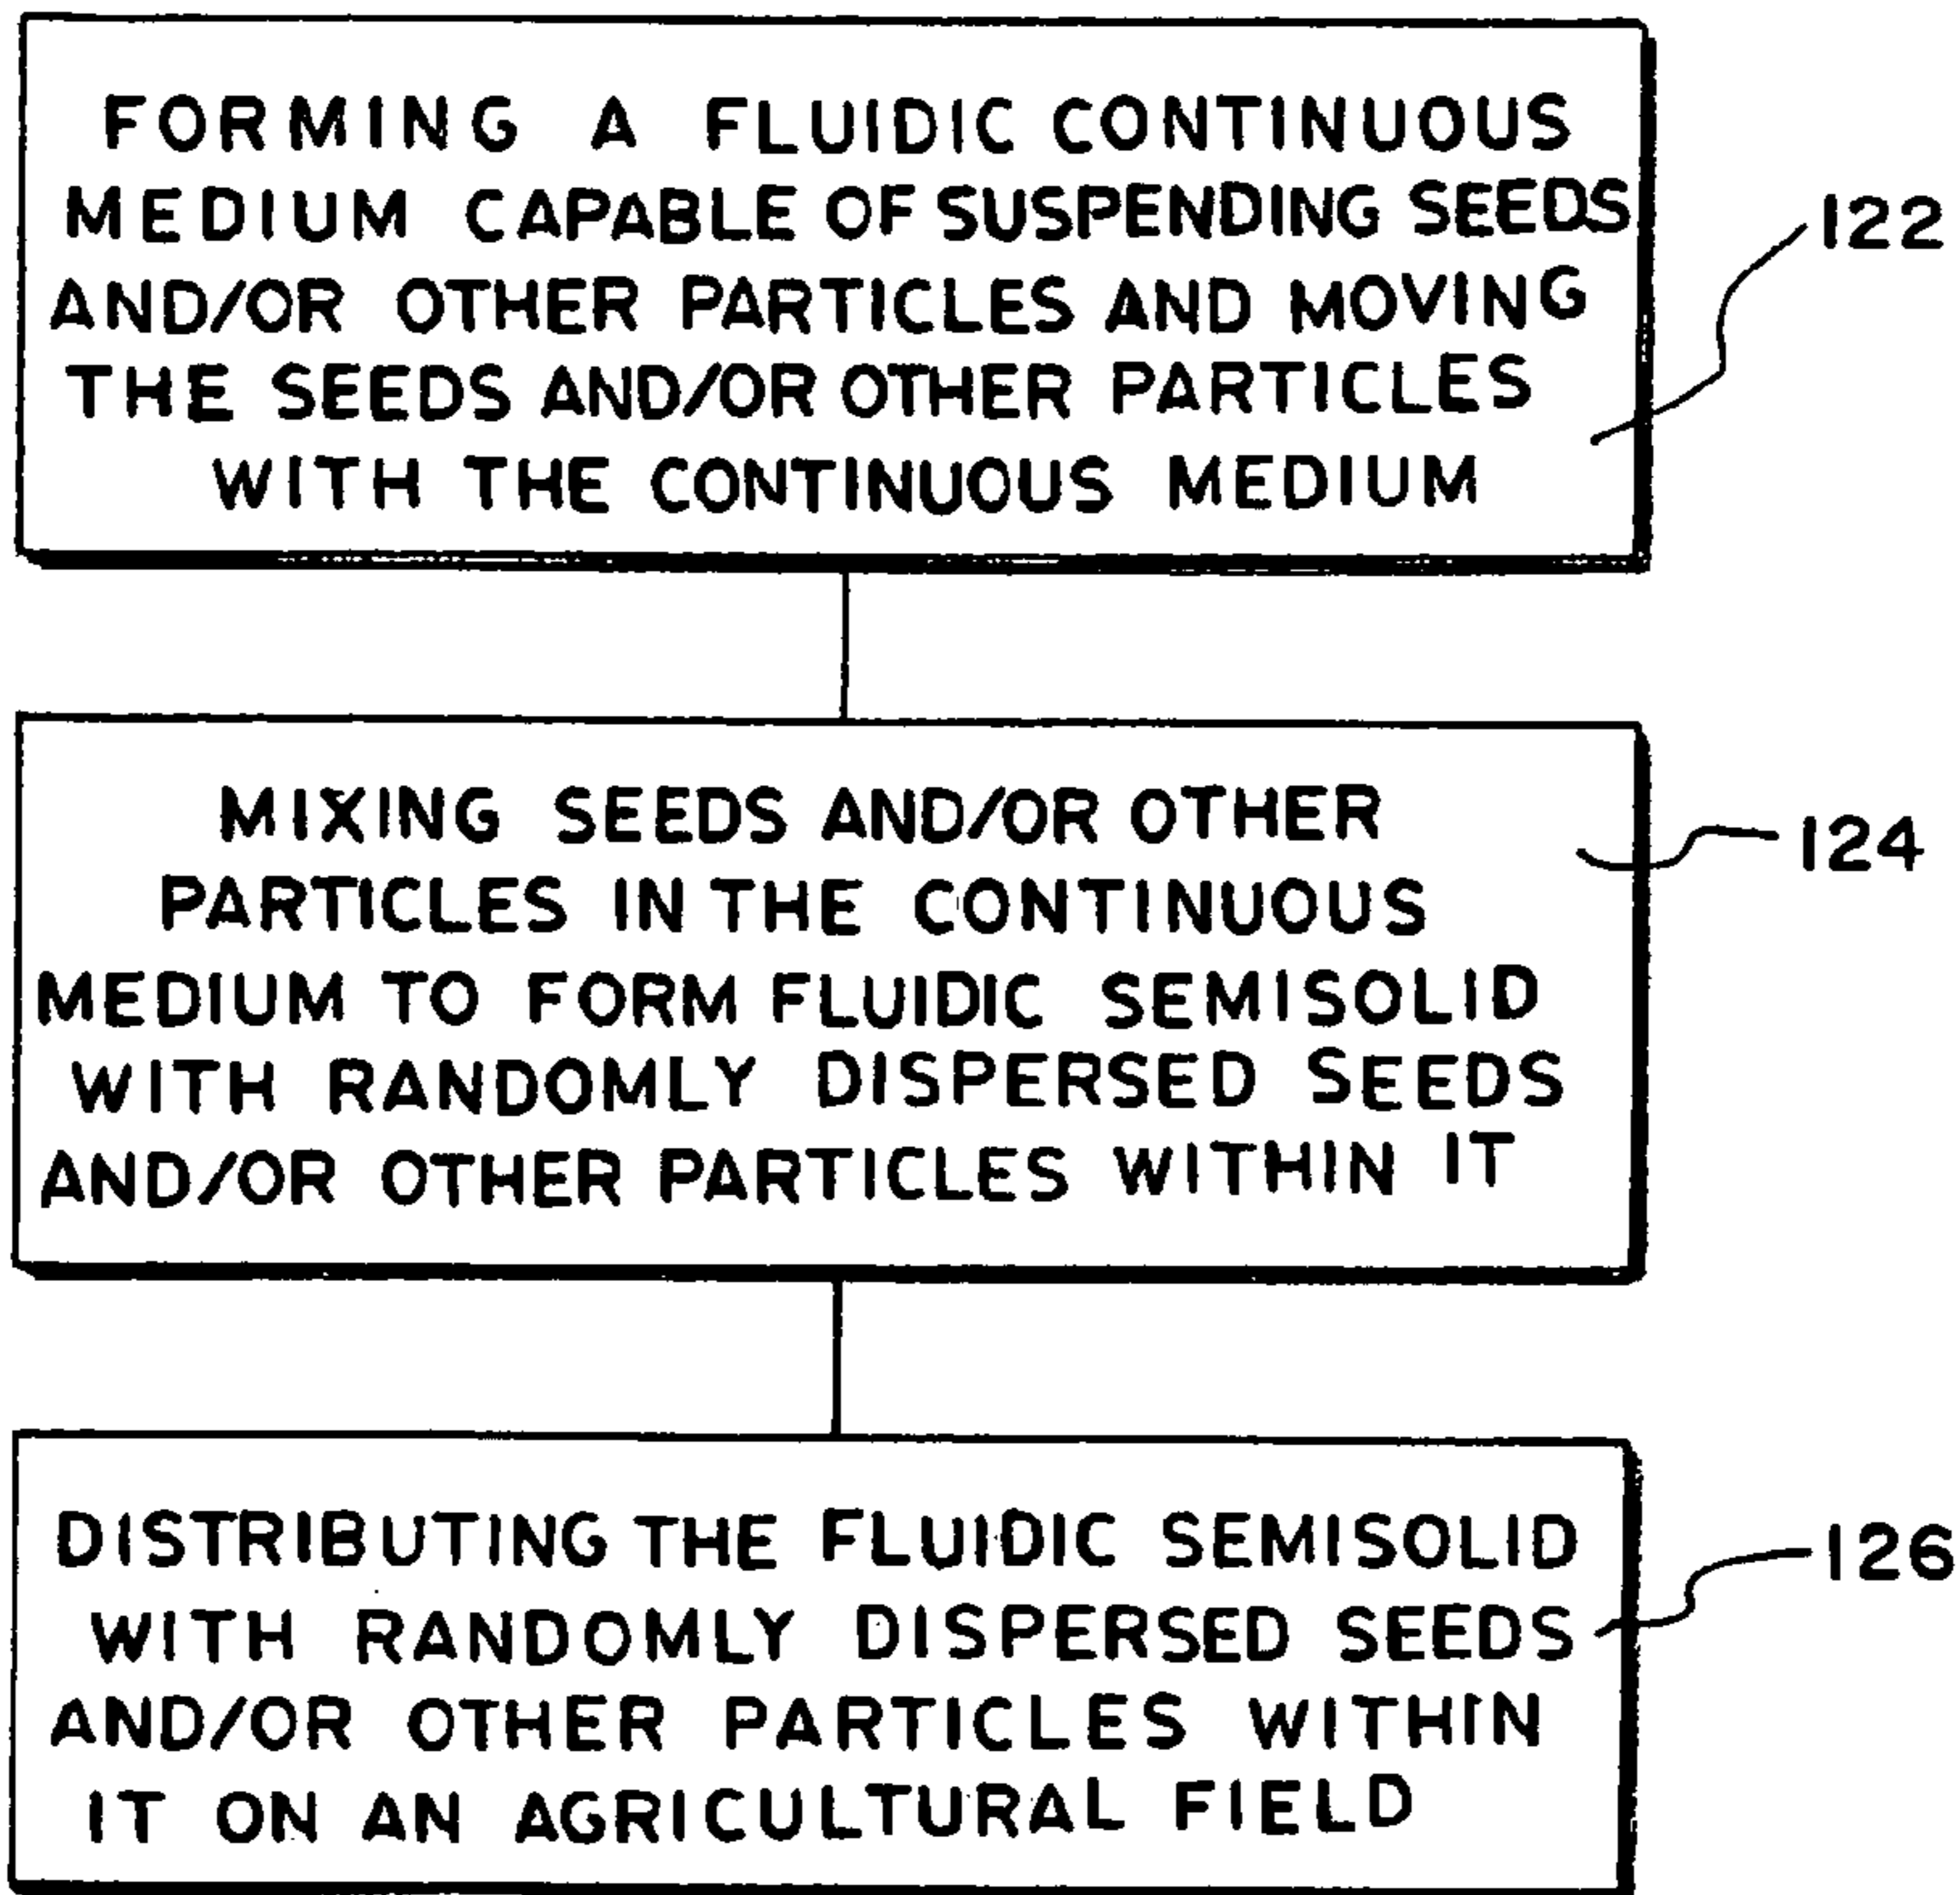 FORMING A FLUIDIC CONTINUOUS
MEDIUM CAPABLE OF SUSPENDING SEEDS
AND/OR OTHER PARTICLES AND MOVING
THE SEEDS AND/OR OTHER PARTICLES
WITH THE CONTINUOUS MEDIUM
122
MIXING SEEDS AND/OR OTHER
PARTICLES IN THE CONTINUOUS
MEDIUM TO FORM FLUIDIC SEMISOLID
WITH RANDOMLY DISPERSED SEEDS
AND/OR OTHER PARTICLES WITHIN IT
124
DISTRIBUTING THE FLUIDIC SEMISOLID
WITH RANDOMLY DISPERSED SEEDS
AND/OR OTHER PARTICLES WITHIN
IT ON AN AGRICULTURAL FIELD
126